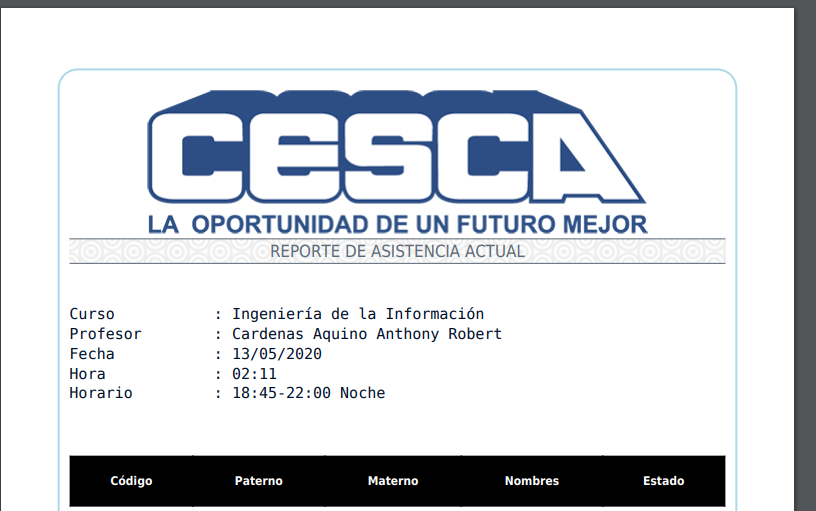 CESCA
LA OPORTUNIDAD DE UN FUTURO MEJOR
REPORTE DE ASISTENCIA ACTUAL
Curso : Ingeniería de la Información
Profesor : Cardenas Aquino Anthony Robert
Fecha : 13/05/2020
Hora : 02:11
Horario : 18:45-22:00 Noche
Código Paterno Materno Nombres Estado